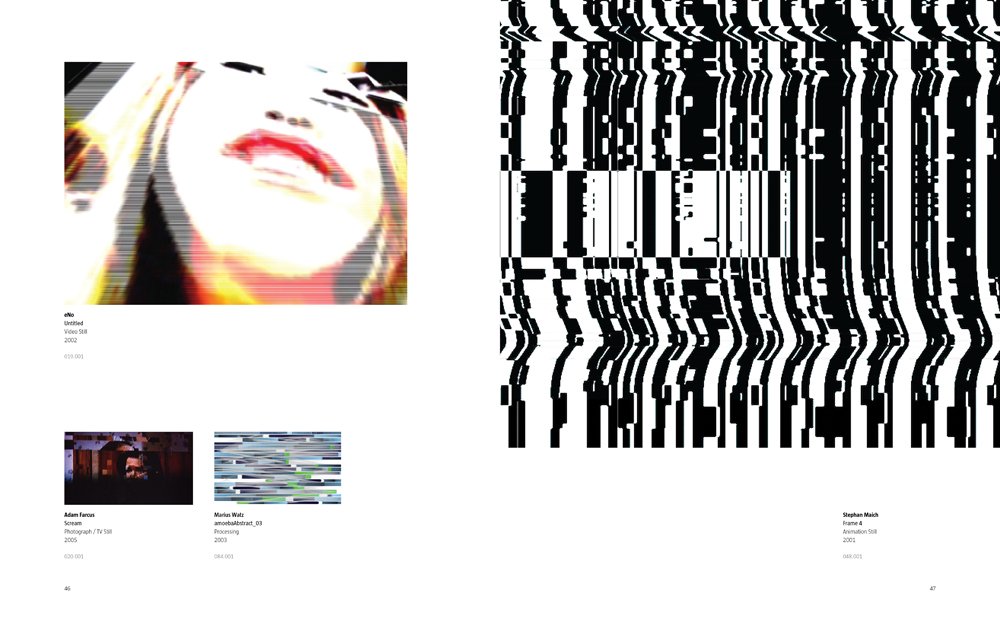 eNo
Untitled
Video Still
2002
019.001
Adam Farcus
Scream
Photograph / TV Still
2005
020.001
Marius Watz
amoebaAbstract_03
Processing
2003
084.001
Stephan Maich
Frame 4
Animation Still
2001
048.001
46
47